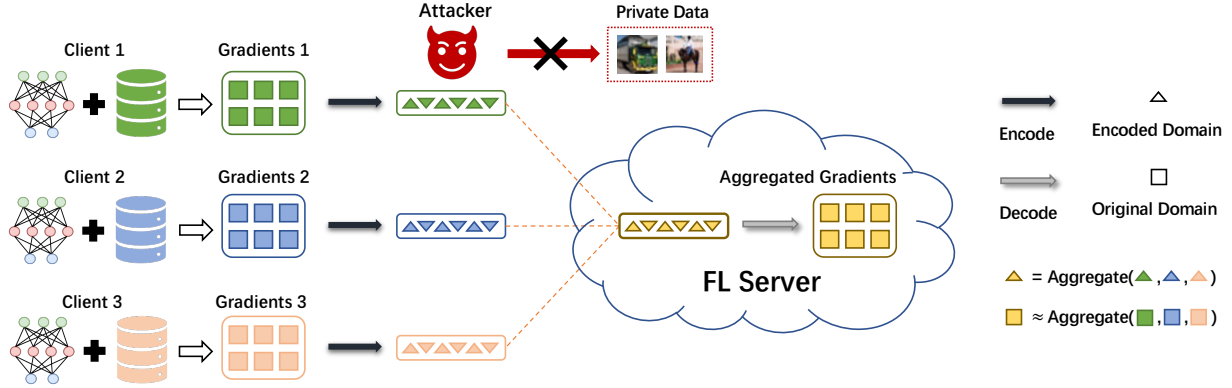 Attacker
Private Data
Client 1
Gradients 1
Client 2
Gradients 2
Client 3
Gradients 3
Aggregated Gradients
FL Server
Encode
Encoded Domain
Decode
Original Domain
= Aggregate( , , )
≈ Aggregate( , , )